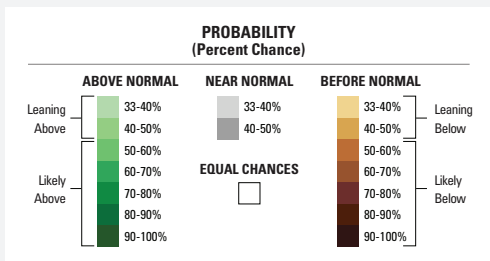 PROBABILITY
(Percent Chance)
ABOVE NORMAL NEAR NORMAL BEFORE NORMAL
Leaning
Above
33-40%
40-50%
50-60%
60-70%
70-80%
80-90%
90-100%
Likely
Above
33-40%
40-50%
EQUAL CHANCES
33-40%
40-50%
50-60%
60-70%
70-80%
80-90%
90-100%
Leaning
Below
Likely
Below